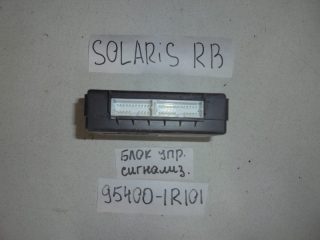 SOLARIS RB
БЛОК УПР.
СИГНАЛИЗ.
95400-1R101